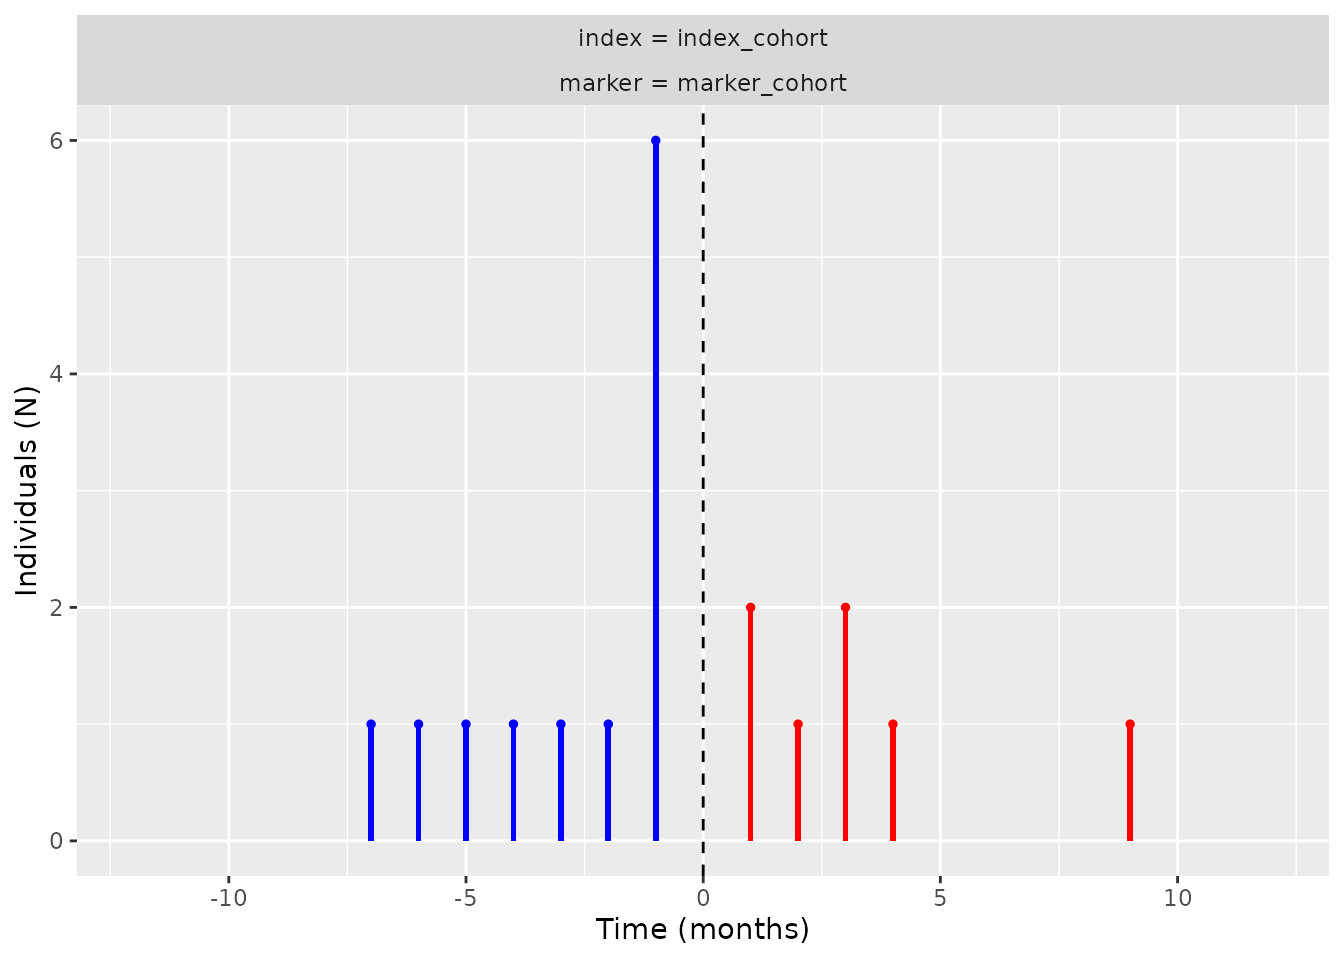 index = index_cohort
marker = marker_cohort
6
4
2
0
Individuals (N)
-10 -5 0 5 10
Time (months)